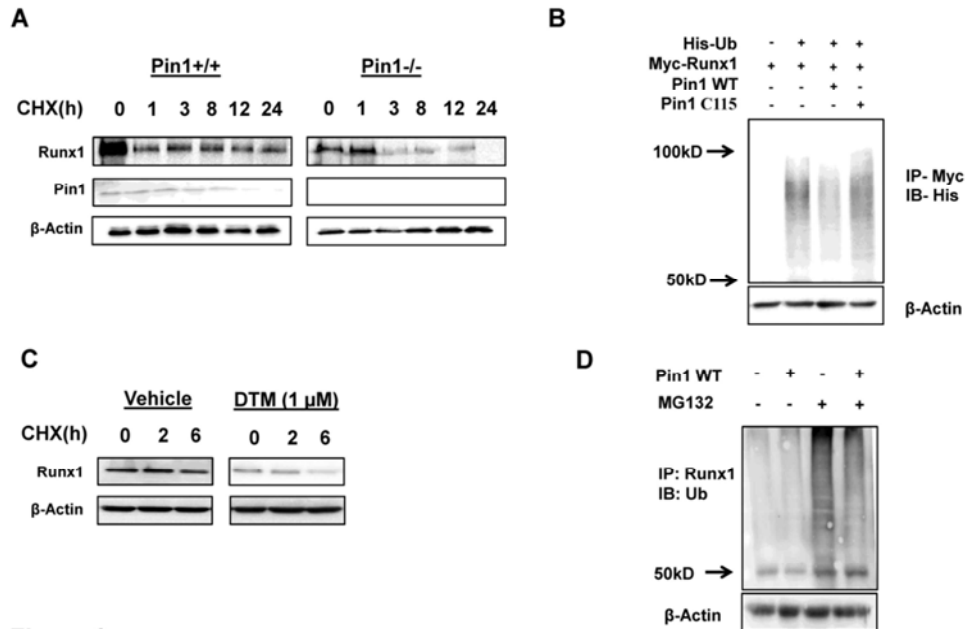 A
Pin1+/+ Pin1-/-
CHX(h) 0 1 3 8 12 24 0 1 3 8 12 24
Runx1
Pin1
β-Actin
B
His-Ub - + + +
Myc-Runx1 + + + +
Pin1 WT +
Pin1 C115 +
100kD
IP- Myc
IB- His
50kD
β-Actin
C
Vehicle DTM (1 µM)
CHX(h) 0 2 6 0 2 6
Runx1
β-Actin
D
Pin1 WT - + - +
MG132 - - + +
IP: Runx1
IB: Ub
50kD
β-Actin